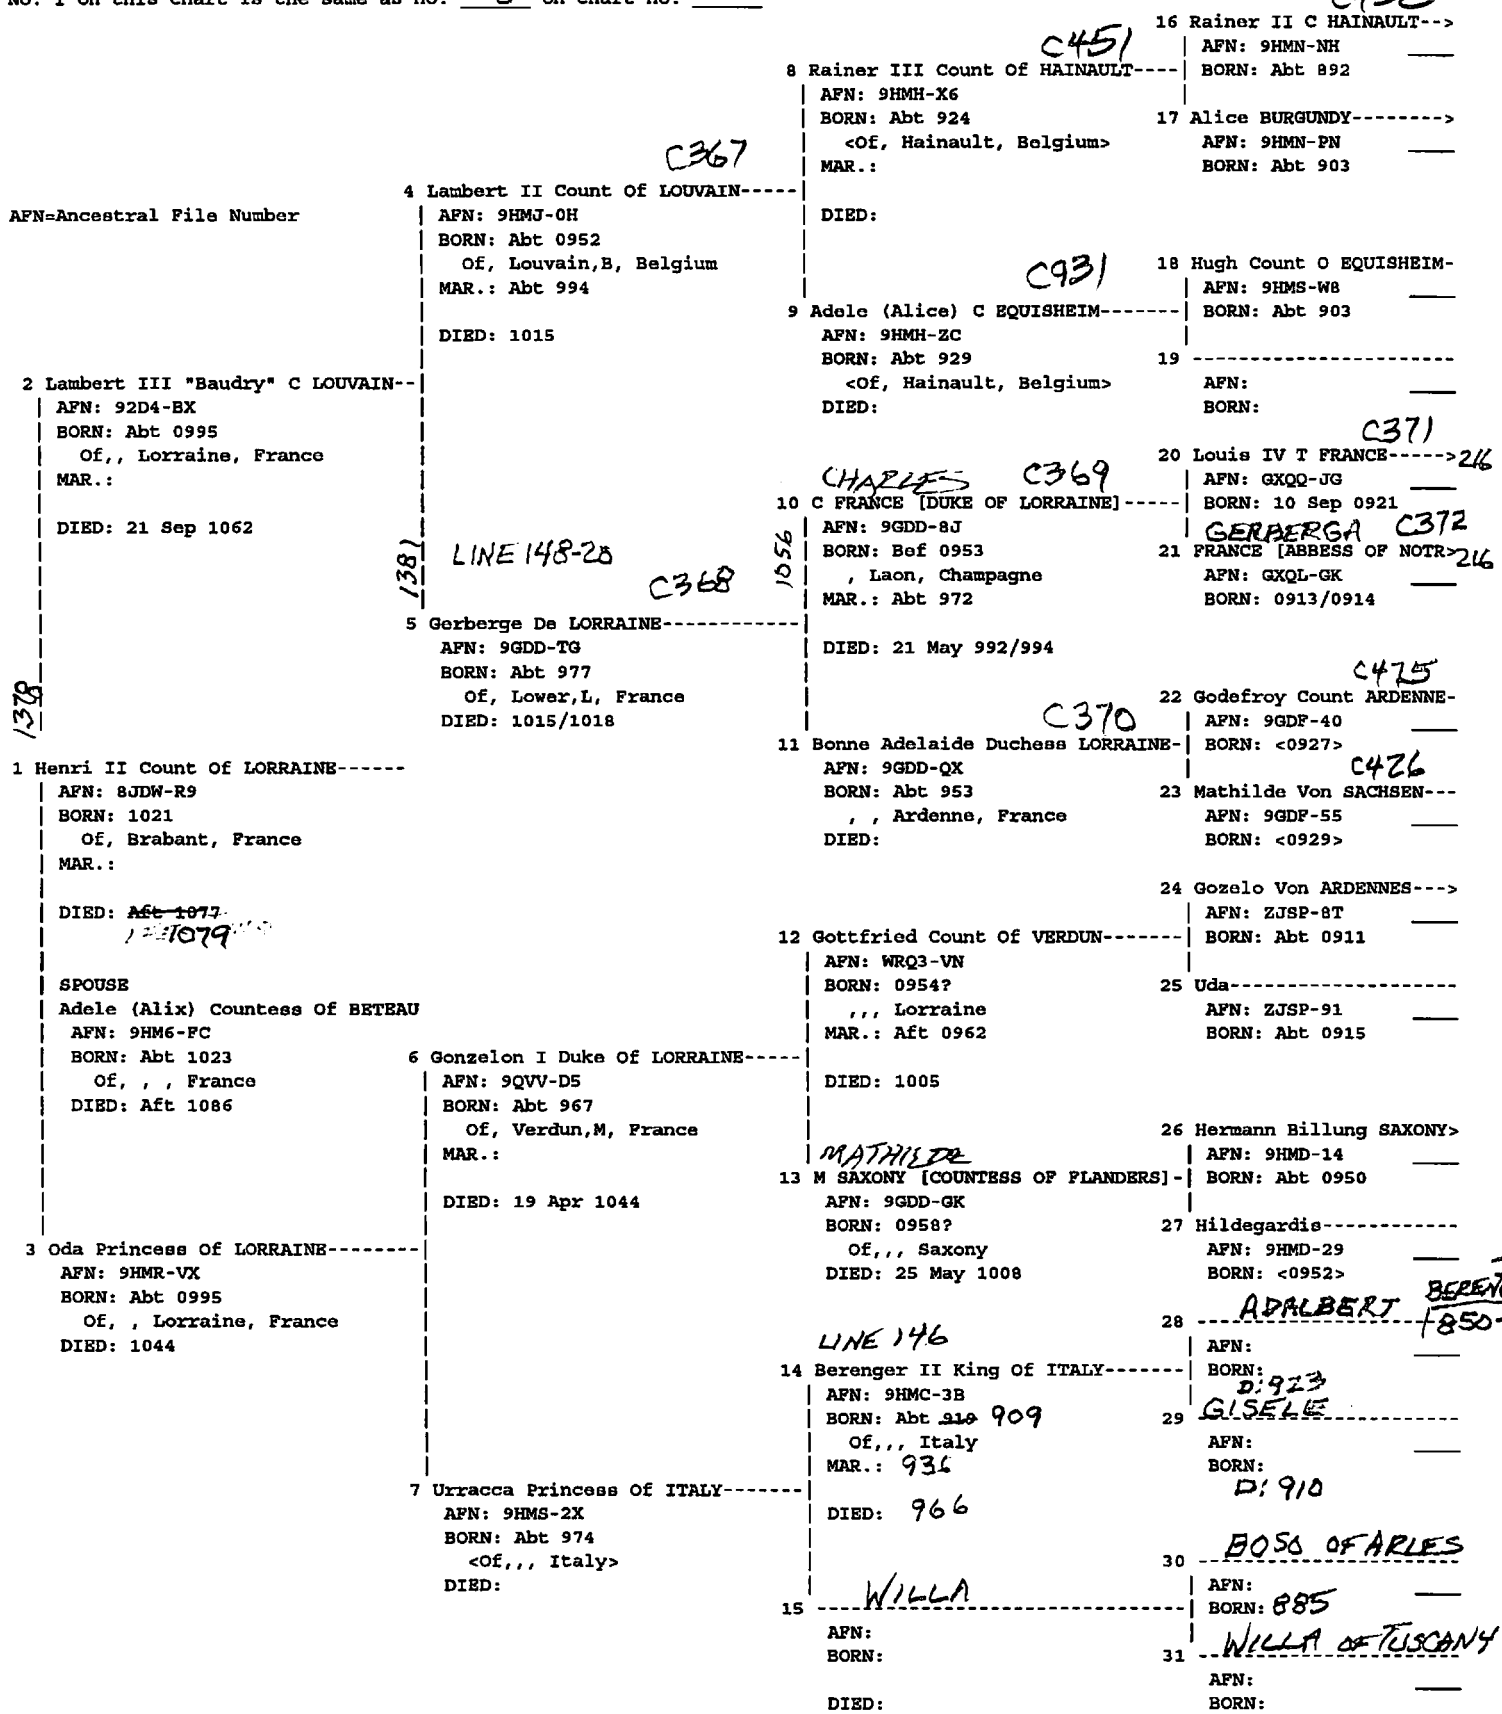 No. 1 on this chart is the same as no. on chart no.
AFN=Ancestral File Number
1378
1 Henri II Count Of LORRAINE------
AFN: 8JDW-R9
BORN: 1021
Of, Brabant, France
MAR.:
DIED: Aft 1077
1079
SPOUSE
Adele (Alix) Countess Of BETEAU
AFN: 9HM6-FC
BORN: Abt 1023
Of, , , France
DIED: Aft 1086
2 Lambert III "Baudry" C LOUVAIN--
AFN: 92D4-BX
BORN: Abt 0995
Of,, Lorraine, France
MAR.:
DIED: 21 Sep 1062
3 Oda Princess Of LORRAINE--------
AFN: 9HMR-VX
BORN: Abt 0995
Of, , Lorraine, France
DIED: 1044
C367
4 Lambert II Count Of LOUVAIN-----
AFN: 9HMJ-0H
BORN: Abt 0952
Of, Louvain,B, Belgium
MAR.: Abt 994
DIED: 1015
1381
LINE 148-20
C368
5 Gerberge De LORRAINE------------
AFN: 9GDD-TG
BORN: Abt 977
Of, Lower,L, France
DIED: 1015/1018
6 Gonzelon I Duke Of LORRAINE-----
AFN: 9QVV-D5
BORN: Abt 967
Of, Verdun,M, France
MAR.:
DIED: 19 Apr 1044
7 Urracca Princess Of ITALY-------
AFN: 9HMS-2X
BORN: Abt 974
<Of,,, Italy>
DIED:
C451
8 Rainer III Count Of HAINAULT----
AFN: 9HMH-X6
BORN: Abt 924
<Of, Hainault, Belgium>
MAR.:
DIED:
C931
9 Adele (Alice) C EQUISHEIM-------
AFN: 9HMH-ZC
BORN: Abt 929
<Of, Hainault, Belgium>
DIED:
CHARLES C369
10 C FRANCE [DUKE OF LORRAINE]-----
AFN: 9GDD-8J
BORN: Bef 0953
, Laon, Champagne
MAR.: Abt 972
DIED: 21 May 992/994
1056
C370
11 Bonne Adelaide Duchess LORRAINE-
AFN: 9GDD-QX
BORN: Abt 953
, , Ardenne, France
DIED:
12 Gottfried Count Of VERDUN-------
AFN: WRQ3-VN
BORN: 0954?
,,, Lorraine
MAR.: Aft 0962
DIED: 1005
MATHILDE
13 M SAXONY [COUNTESS OF FLANDERS]-
AFN: 9GDD-GK
BORN: 0958?
Of,,, Saxony
DIED: 25 May 1008
LINE 146
14 Berenger II King Of ITALY-------
AFN: 9HMC-3B
BORN: Abt 909
Of,,, Italy
MAR.: 936
DIED: 966
15 WILLA
AFN:
BORN:
DIED:
16 Rainer II C HAINAULT-->
AFN: 9HMN-NH
BORN: Abt 892
17 Alice BURGUNDY-------->
AFN: 9HMN-PN
BORN: Abt 903
18 Hugh Count O EQUISHEIM-
AFN: 9HMS-W8
BORN: Abt 903
19 -----------------------
AFN:
BORN:
C371
20 Louis IV T FRANCE-----> 216
AFN: GXQQ-JG
BORN: 10 Sep 0921
GERBERGA C372
21 FRANCE [ABBESS OF NOTR> 216
AFN: GXQL-GK
BORN: 0913/0914
C475
22 Godefroy Count ARDENNE-
AFN: 9GDF-40
BORN: <0927>
C476
23 Mathilde Von SACHSEN---
AFN: 9GDF-55
BORN: <0929>
24 Gozelo Von ARDENNES--->
AFN: ZJSP-8T
BORN: Abt 0911
25 Uda--------------------
AFN: ZJSP-91
BORN: Abt 0915
26 Hermann Billung SAXONY>
AFN: 9HMD-14
BORN: Abt 0950
27 Hildegardis------------
AFN: 9HMD-29
BORN: <0952>
28 ADALBERT
850-
AFN:
BORN:
D: 923
29 GISELE
AFN:
BORN:
D: 910
30 BOSO OF ARLES
AFN:
BORN: 885
31 WILLA OF TUSCANY
AFN:
BORN: